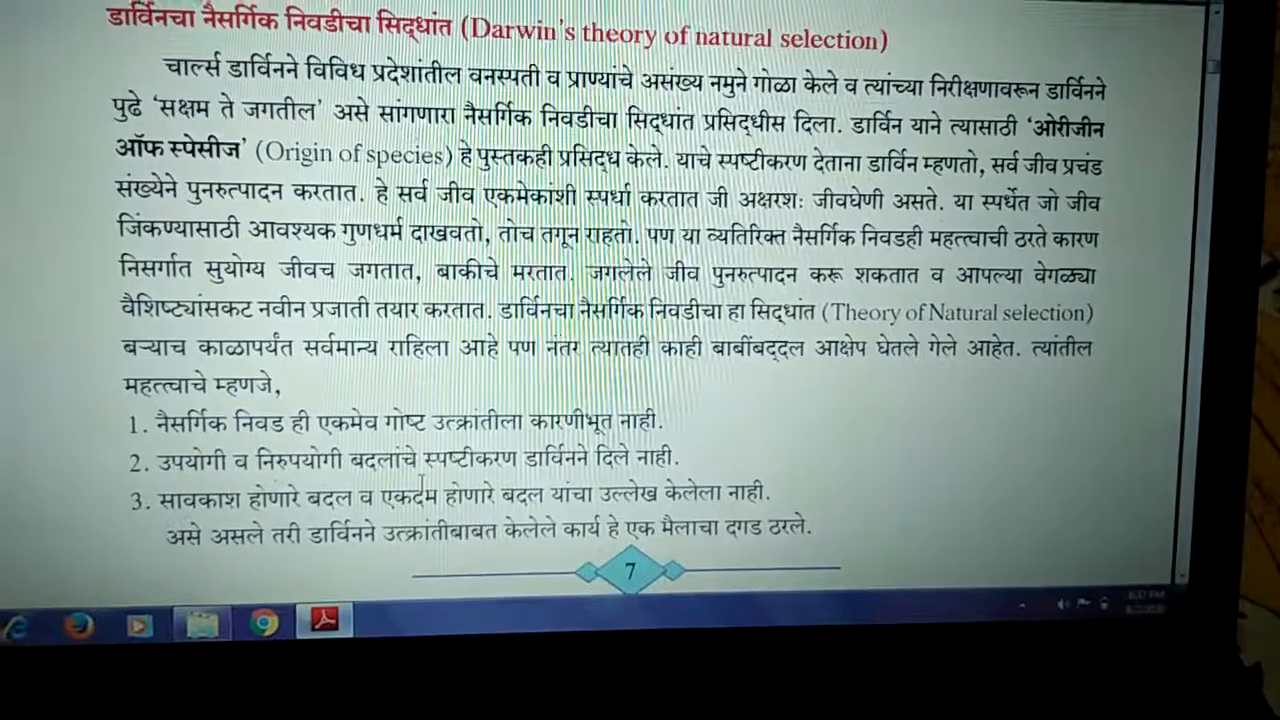 डार्विनचा नैसर्गिक निवडीचा सिद्धांत (Darwin's theory of natural selection)
चार्ल्स डार्विनने विविध प्रदेशांतील वनस्पती व प्राण्यांचे असंख्य नमुने गोळा केले व त्यांच्या निरीक्षणावरून डार्विनने
पुढे ‘सक्षम ते जगतील’ असे सांगणारा नैसर्गिक निवडीचा सिद्धांत प्रसिद्धीस दिला. डार्विन याने त्यासाठी ‘ओरीजीन
ऑफ स्पेसीज’ (Origin of species) हे पुस्तकही प्रसिद्ध केले. याचे स्पष्टीकरण देताना डार्विन म्हणतो, सर्व जीव प्रचंड
संख्येने पुनरुत्पादन करतात. हे सर्व जीव एकमेकांशी स्पर्धा करतात जी अक्षरशः जीवघेणी असते. या स्पर्धेत जो जीव
जिंकण्यासाठी आवश्यक गुणधर्म दाखवतो, तोच तगून राहतो. पण या व्यतिरिक्त नैसर्गिक निवडही महत्त्वाची ठरते कारण
निसर्गात सुयोग्य जीवच जगतात, बाकीचे मरतात. जगलेले जीव पुनरुत्पादन करू शकतात व आपल्या वेगळ्या
वैशिष्ट्यांसकट नवीन प्रजाती तयार करतात. डार्विनचा नैसर्गिक निवडीचा हा सिद्धांत (Theory of Natural selection)
बऱ्याच काळापर्यंत सर्वमान्य राहिला आहे पण नंतर त्यातही काही बाबींबद्दल आक्षेप घेतले गेले आहेत. त्यांतील
महत्त्वाचे म्हणजे,
1. नैसर्गिक निवड ही एकमेव गोष्ट उत्क्रांतीला कारणीभूत नाही.
2. उपयोगी व निरुपयोगी बदलांचे स्पष्टीकरण डार्विनने दिले नाही.
3. सावकाश होणारे बदल व एकदम होणारे बदल यांचा उल्लेख केलेला नाही.
असे असले तरी डार्विनने उत्क्रांतीबाबत केलेले कार्य हे एक मैलाचा दगड ठरले.
7